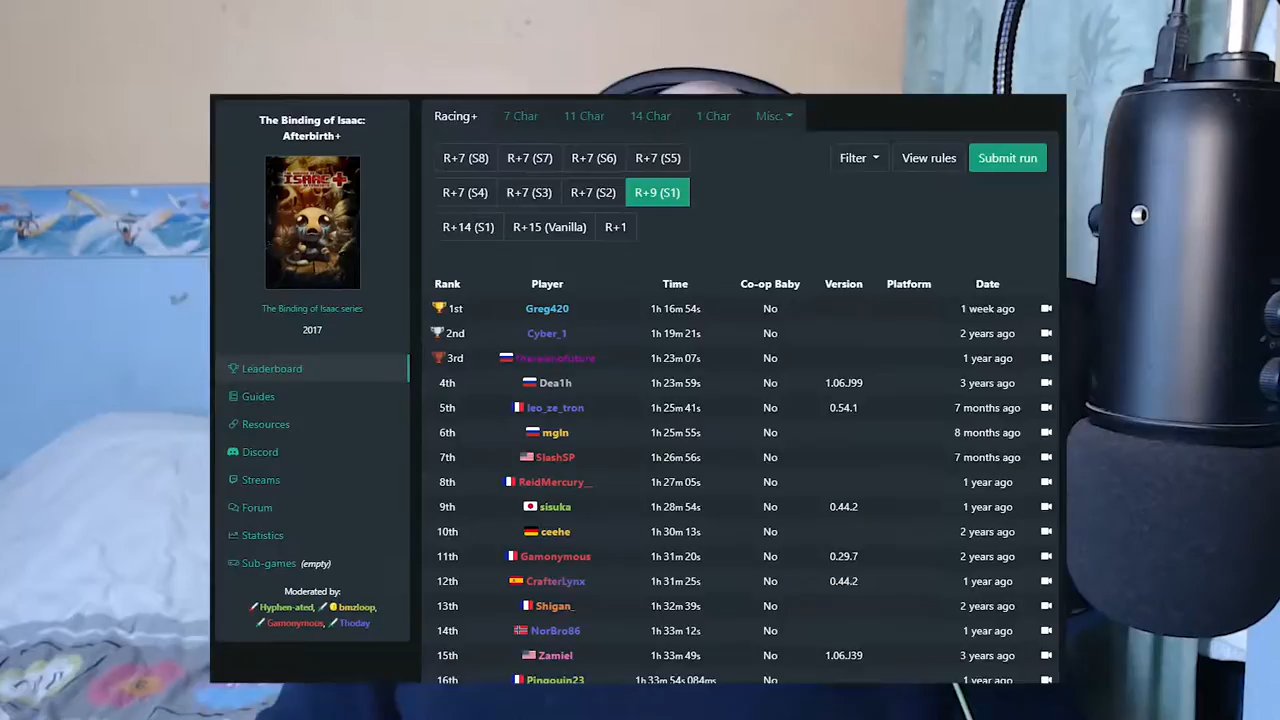 The Binding of Isaac:
Afterbirth+
The Binding of Isaac series
2017
Leaderboard
Guides
Resources
Discord
Streams
Forum
Statistics
Sub-games (empty)
Moderated by:
Hyphen-ated, bmzloop,
Gamonymous, Thoday
Racing+ 7 Char 11 Char 14 Char 1 Char Misc.
R+7 (S8) R+7 (S7) R+7 (S6) R+7 (S5)
Filter View rules Submit run
R+7 (S4) R+7 (S3) R+7 (S2) R+9 (S1)
R+14 (S1) R+15 (Vanilla) R+1
Rank Player Time Co-op Baby Version Platform Date
1st Greg420 1h 16m 54s No 1 week ago
2nd Cyber_1 1h 19m 21s No 2 years ago
3rd 1h 23m 07s No 1 year ago
4th Dea1h 1h 23m 59s No 1.06.J99 3 years ago
5th leo_ze_tron 1h 25m 41s No 0.54.1 7 months ago
6th mgln 1h 25m 55s No 8 months ago
7th SlashSP 1h 26m 56s No 7 months ago
8th ReidMercury__ 1h 27m 05s No 1 year ago
9th sisuka 1h 28m 54s No 0.44.2 1 year ago
10th ceehe 1h 30m 13s No 2 years ago
11th Gamonymous 1h 31m 20s No 0.29.7 2 years ago
12th CrafterLynx 1h 31m 25s No 0.44.2 1 year ago
13th Shigan_ 1h 32m 39s No 2 years ago
14th NorBro86 1h 33m 12s No 1 year ago
15th Zamiel 1h 33m 49s No 1.06.J39 3 years ago
16th Pingouin23 1h 33m 54s 084ms No 1 year ago